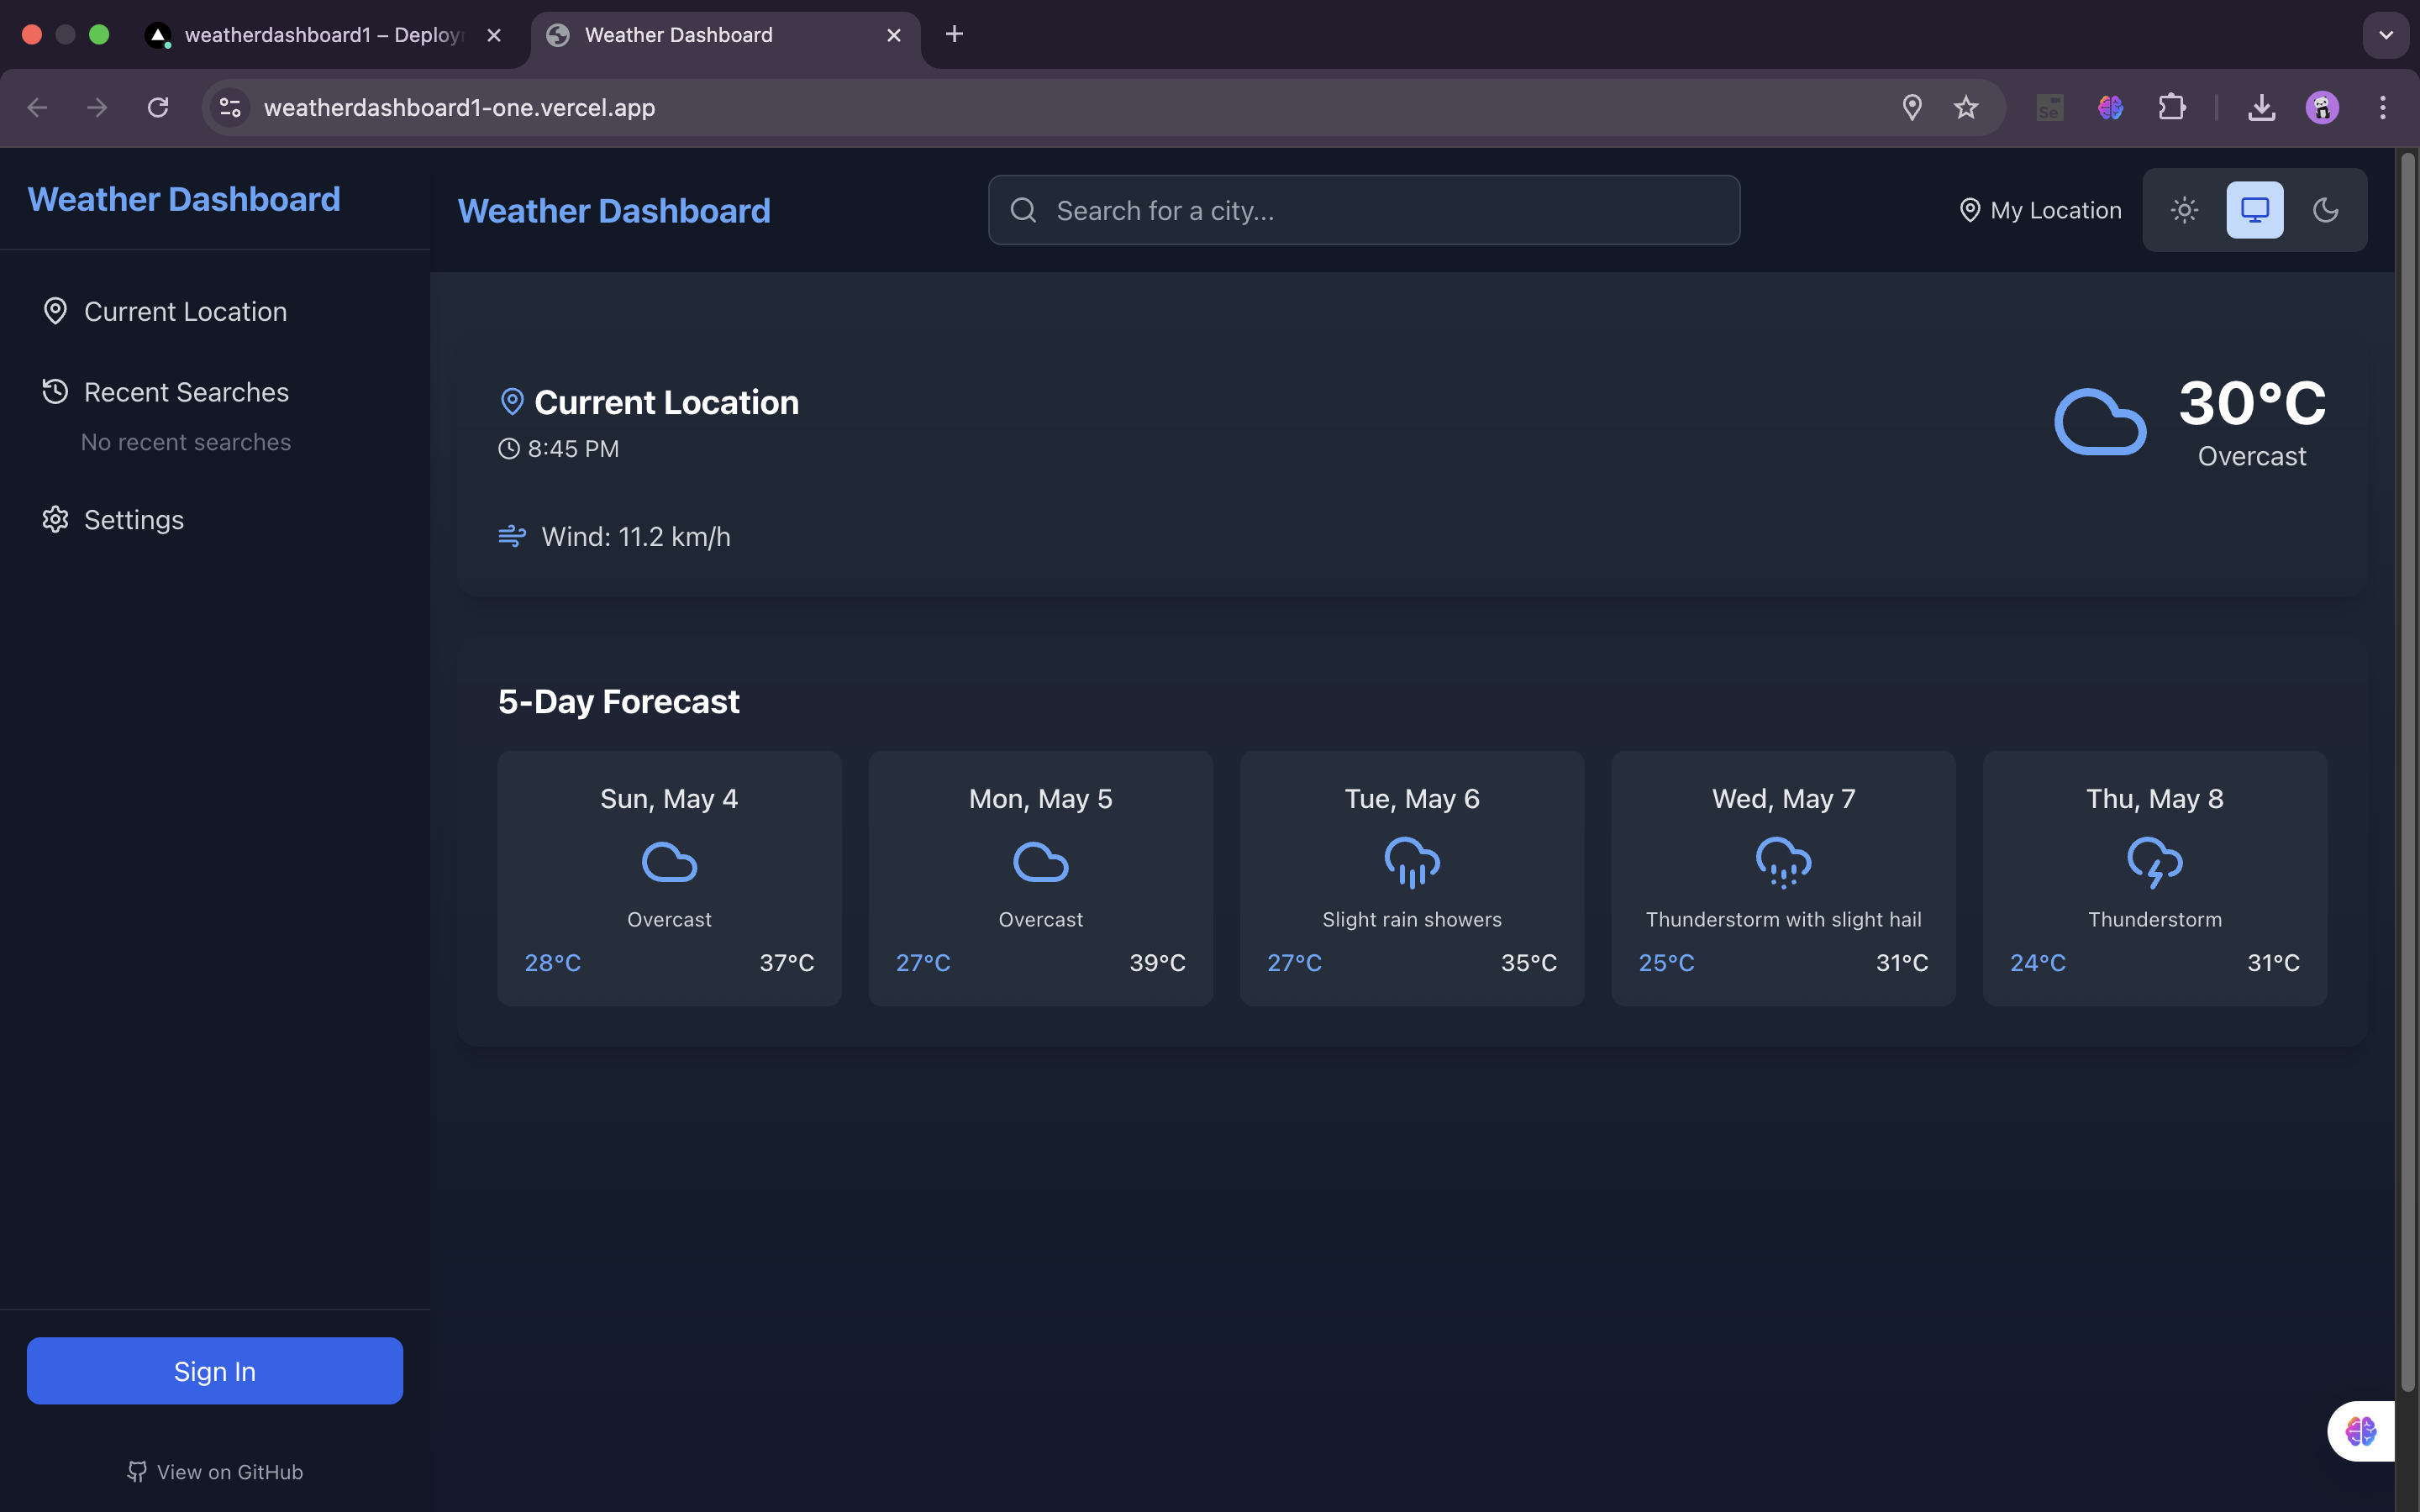 weatherdashboard1 – Deploy
Weather Dashboard
weatherdashboard1-one.vercel.app
Se
Weather Dashboard
Current Location
Recent Searches
No recent searches
Settings
Sign In
View on GitHub
Weather Dashboard
Search for a city...
My Location
Current Location
8:45 PM
Wind: 11.2 km/h
30°C
Overcast
5-Day Forecast
Sun, May 4
Overcast
28°C 37°C
Mon, May 5
Overcast
27°C 39°C
Tue, May 6
Slight rain showers
27°C 35°C
Wed, May 7
Thunderstorm with slight hail
25°C 31°C
Thu, May 8
Thunderstorm
24°C 31°C